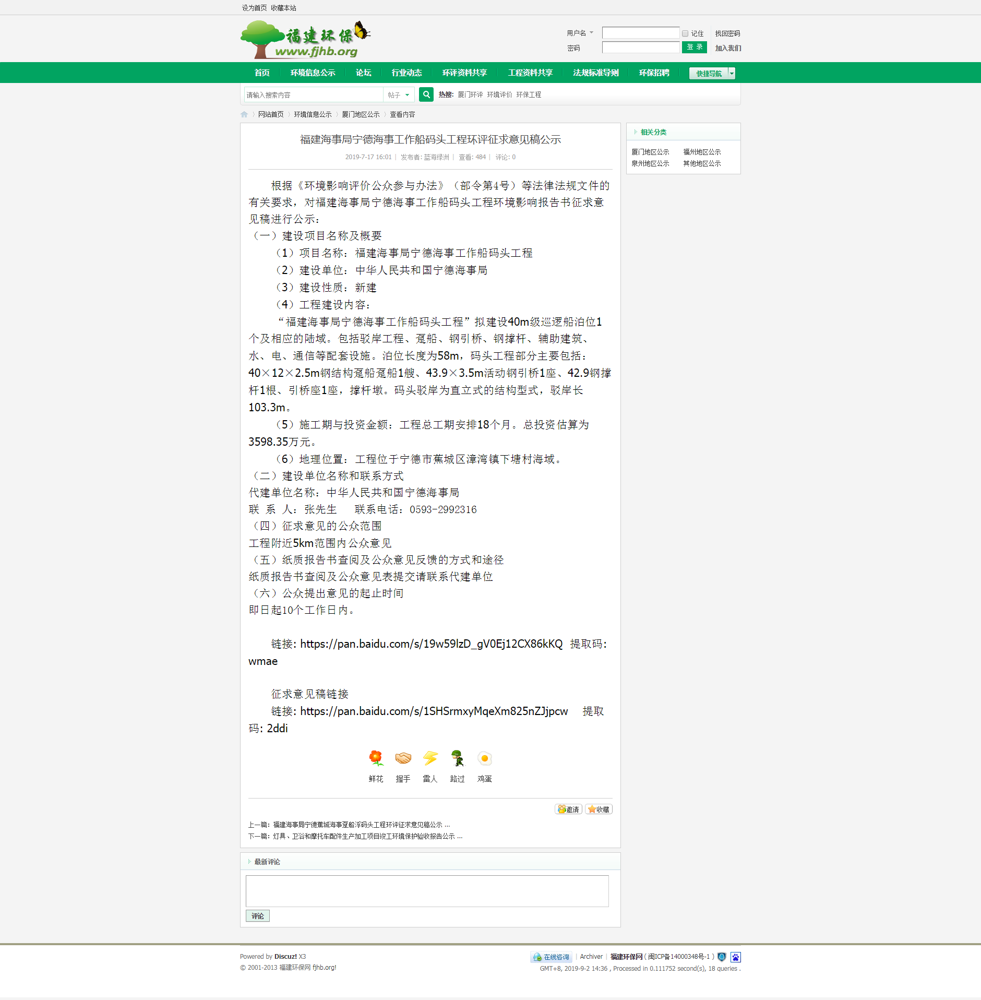 设为首页 收藏本站
福建环保
www.fjhb.org
用户名 记住 找回密码
密码 登 录 加入我们
首页 环境信息公示 论坛 行业动态 环评资料共享 工程资料共享 法规标准导则 环保招聘 快捷导航
请输入搜索内容 帖子 热搜: 厦门环评 环境评价 环保工程
网站首页 环境信息公示 厦门地区公示 查看内容
福建海事局宁德海事工作船码头工程环评征求意见稿公示
2019-7-17 16:01 | 发布者: 蓝海绿洲 | 查看: 484 | 评论: 0
根据《环境影响评价公众参与办法》（部令第4号）等法律法规文件的
有关要求，对福建海事局宁德海事工作船码头工程环境影响报告书征求意
见稿进行公示：
（一）建设项目名称及概要
（1）项目名称：福建海事局宁德海事工作船码头工程
（2）建设单位：中华人民共和国宁德海事局
（3）建设性质：新建
（4）工程建设内容：
“福建海事局宁德海事工作船码头工程”拟建设40m级巡逻船泊位1
个及相应的陆域。包括驳岸工程、趸船、钢引桥、钢撑杆、辅助建筑、
水、电、通信等配套设施。泊位长度为58m，码头工程部分主要包括：
40×12×2.5m钢结构趸船趸船1艘、43.9×3.5m活动钢引桥1座、42.9钢撑
杆1根、引桥座1座，撑杆墩。码头驳岸为直立式的结构型式，驳岸长
103.3m。
（5）施工期与投资金额：工程总工期安排18个月。总投资估算为
3598.35万元。
（6）地理位置：工程位于宁德市蕉城区漳湾镇下塘村海域。
（二）建设单位名称和联系方式
代建单位名称：中华人民共和国宁德海事局
联 系 人：张先生 联系电话：0593-2992316
（四）征求意见的公众范围
工程附近5km范围内公众意见
（五）纸质报告书查阅及公众意见反馈的方式和途径
纸质报告书查阅及公众意见表提交请联系代建单位
（六）公众提出意见的起止时间
即日起10个工作日内。
链接: https://pan.baidu.com/s/19w59lzD_gV0Ej12CX86kKQ 提取码:
wmae
征求意见稿链接
链接: https://pan.baidu.com/s/1SHSrmxyMqeXm825nZJjpcw 提取
码: 2ddi
鲜花 握手 雷人 路过 鸡蛋
邀请 收藏
上一篇：福建海事局宁德蕉城海事趸船浮码头工程环评征求意见稿公示 ...
下一篇：灯具、卫浴和摩托车配件生产加工项目竣工环境保护验收报告公示 ...
相关分类
厦门地区公示 福州地区公示
泉州地区公示 其他地区公示
最新评论
评论
Powered by Discuz! X3
© 2001-2013 福建环保网 fjhb.org!
在线咨询 | Archiver | 福建环保网 ( 闽ICP备14000348号-1 )
GMT+8, 2019-9-2 14:36 , Processed in 0.111752 second(s), 18 queries .